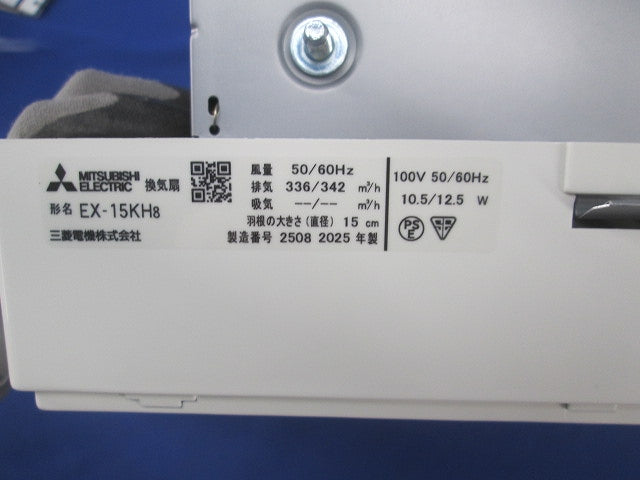 MITSUBISHI ELECTRIC 換気扇
形名 EX-15KH8
三菱電機株式会社
風量 50/60Hz
排気 336/342 m³/h
吸気 --/-- m³/h
羽根の大きさ(直径) 15 cm
製造番号 2508 2025 年製
100V 50/60Hz
10.5/12.5 W
PSE